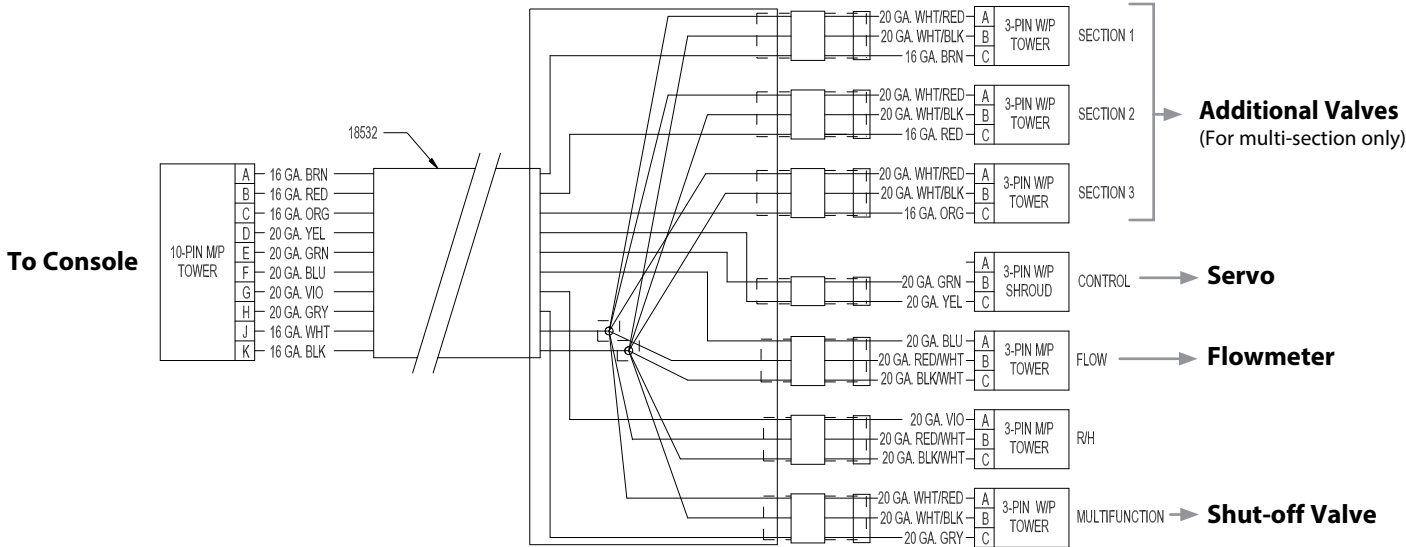 To Console
10-PIN M/P
TOWER
A 16 GA. BRN
B 16 GA. RED
C 16 GA. ORG
D 20 GA. YEL
E 20 GA. GRN
F 20 GA. BLU
G 20 GA. VIO
H 20 GA. GRY
J 16 GA. WHT
K 16 GA. BLK
18532
20 GA. WHT/RED A
20 GA. WHT/BLK B
16 GA. BRN C
3-PIN W/P
TOWER
SECTION 1
20 GA. WHT/RED A
20 GA. WHT/BLK B
16 GA. RED C
3-PIN W/P
TOWER
SECTION 2
20 GA. WHT/RED A
20 GA. WHT/BLK B
16 GA. ORG C
3-PIN W/P
TOWER
SECTION 3
Additional Valves
(For multi-section only)
A
20 GA. GRN B
20 GA. YEL C
3-PIN W/P
SHROUD
CONTROL
Servo
20 GA. BLU A
20 GA. RED/WHT B
20 GA. BLK/WHT C
3-PIN M/P
TOWER
FLOW
Flowmeter
20 GA. VIO A
20 GA. RED/WHT B
20 GA. BLK/WHT C
3-PIN M/P
TOWER
R/H
20 GA. WHT/RED A
20 GA. WHT/BLK B
20 GA. GRY C
3-PIN W/P
TOWER
MULTIFUNCTION
Shut-off Valve